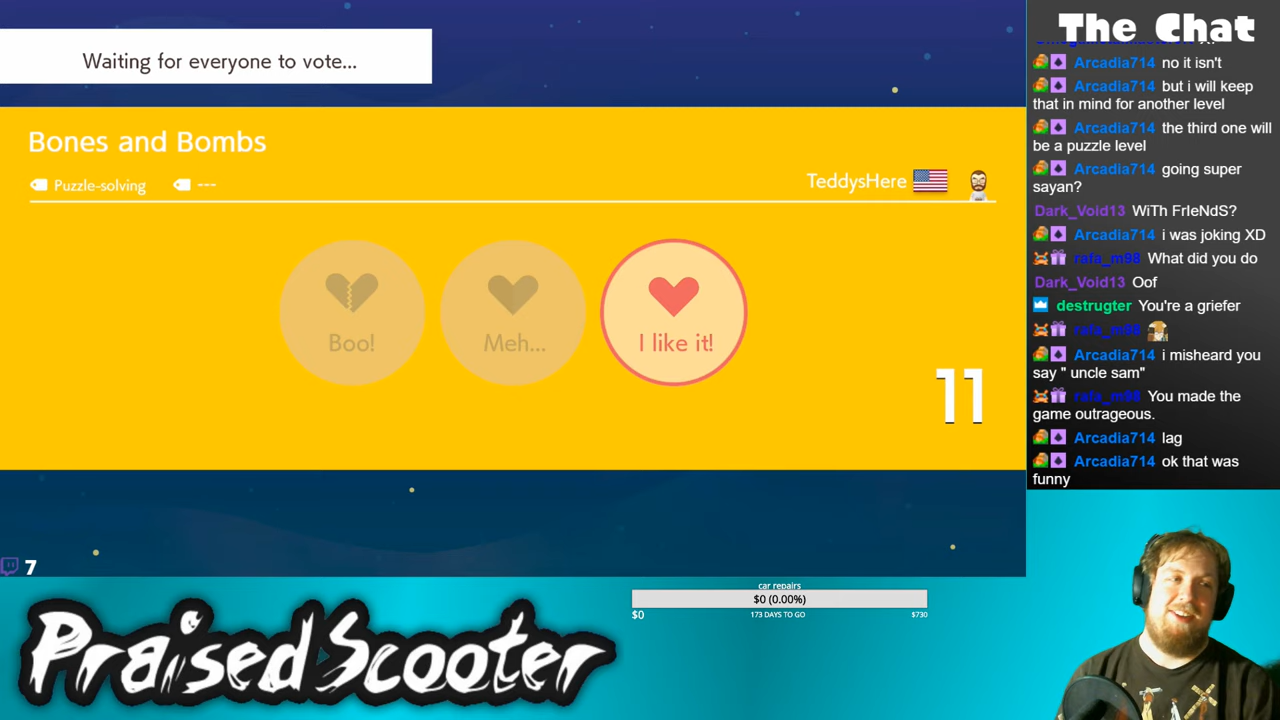 Waiting for everyone to vote...
Bones and Bombs
Puzzle-solving
---
TeddysHere
Boo!
Meh...
I like it!
11
7
PraisedScooter
car repairs
$0 (0.00%)
$0
173 DAYS TO GO
$730
The Chat
Arcadia714 no it isn't
Arcadia714 but i will keep
that in mind for another level
Arcadia714 the third one will
be a puzzle level
Arcadia714 going super
sayan?
Dark_Void13 WiTh FrIeNdS?
Arcadia714 i was joking XD
rafa_m98 What did you do
Dark_Void13 Oof
destrugter You're a griefer
rafa_m98
Arcadia714 i misheard you
say " uncle sam"
rafa_m98 You made the
game outrageous.
Arcadia714 lag
Arcadia714 ok that was
funny